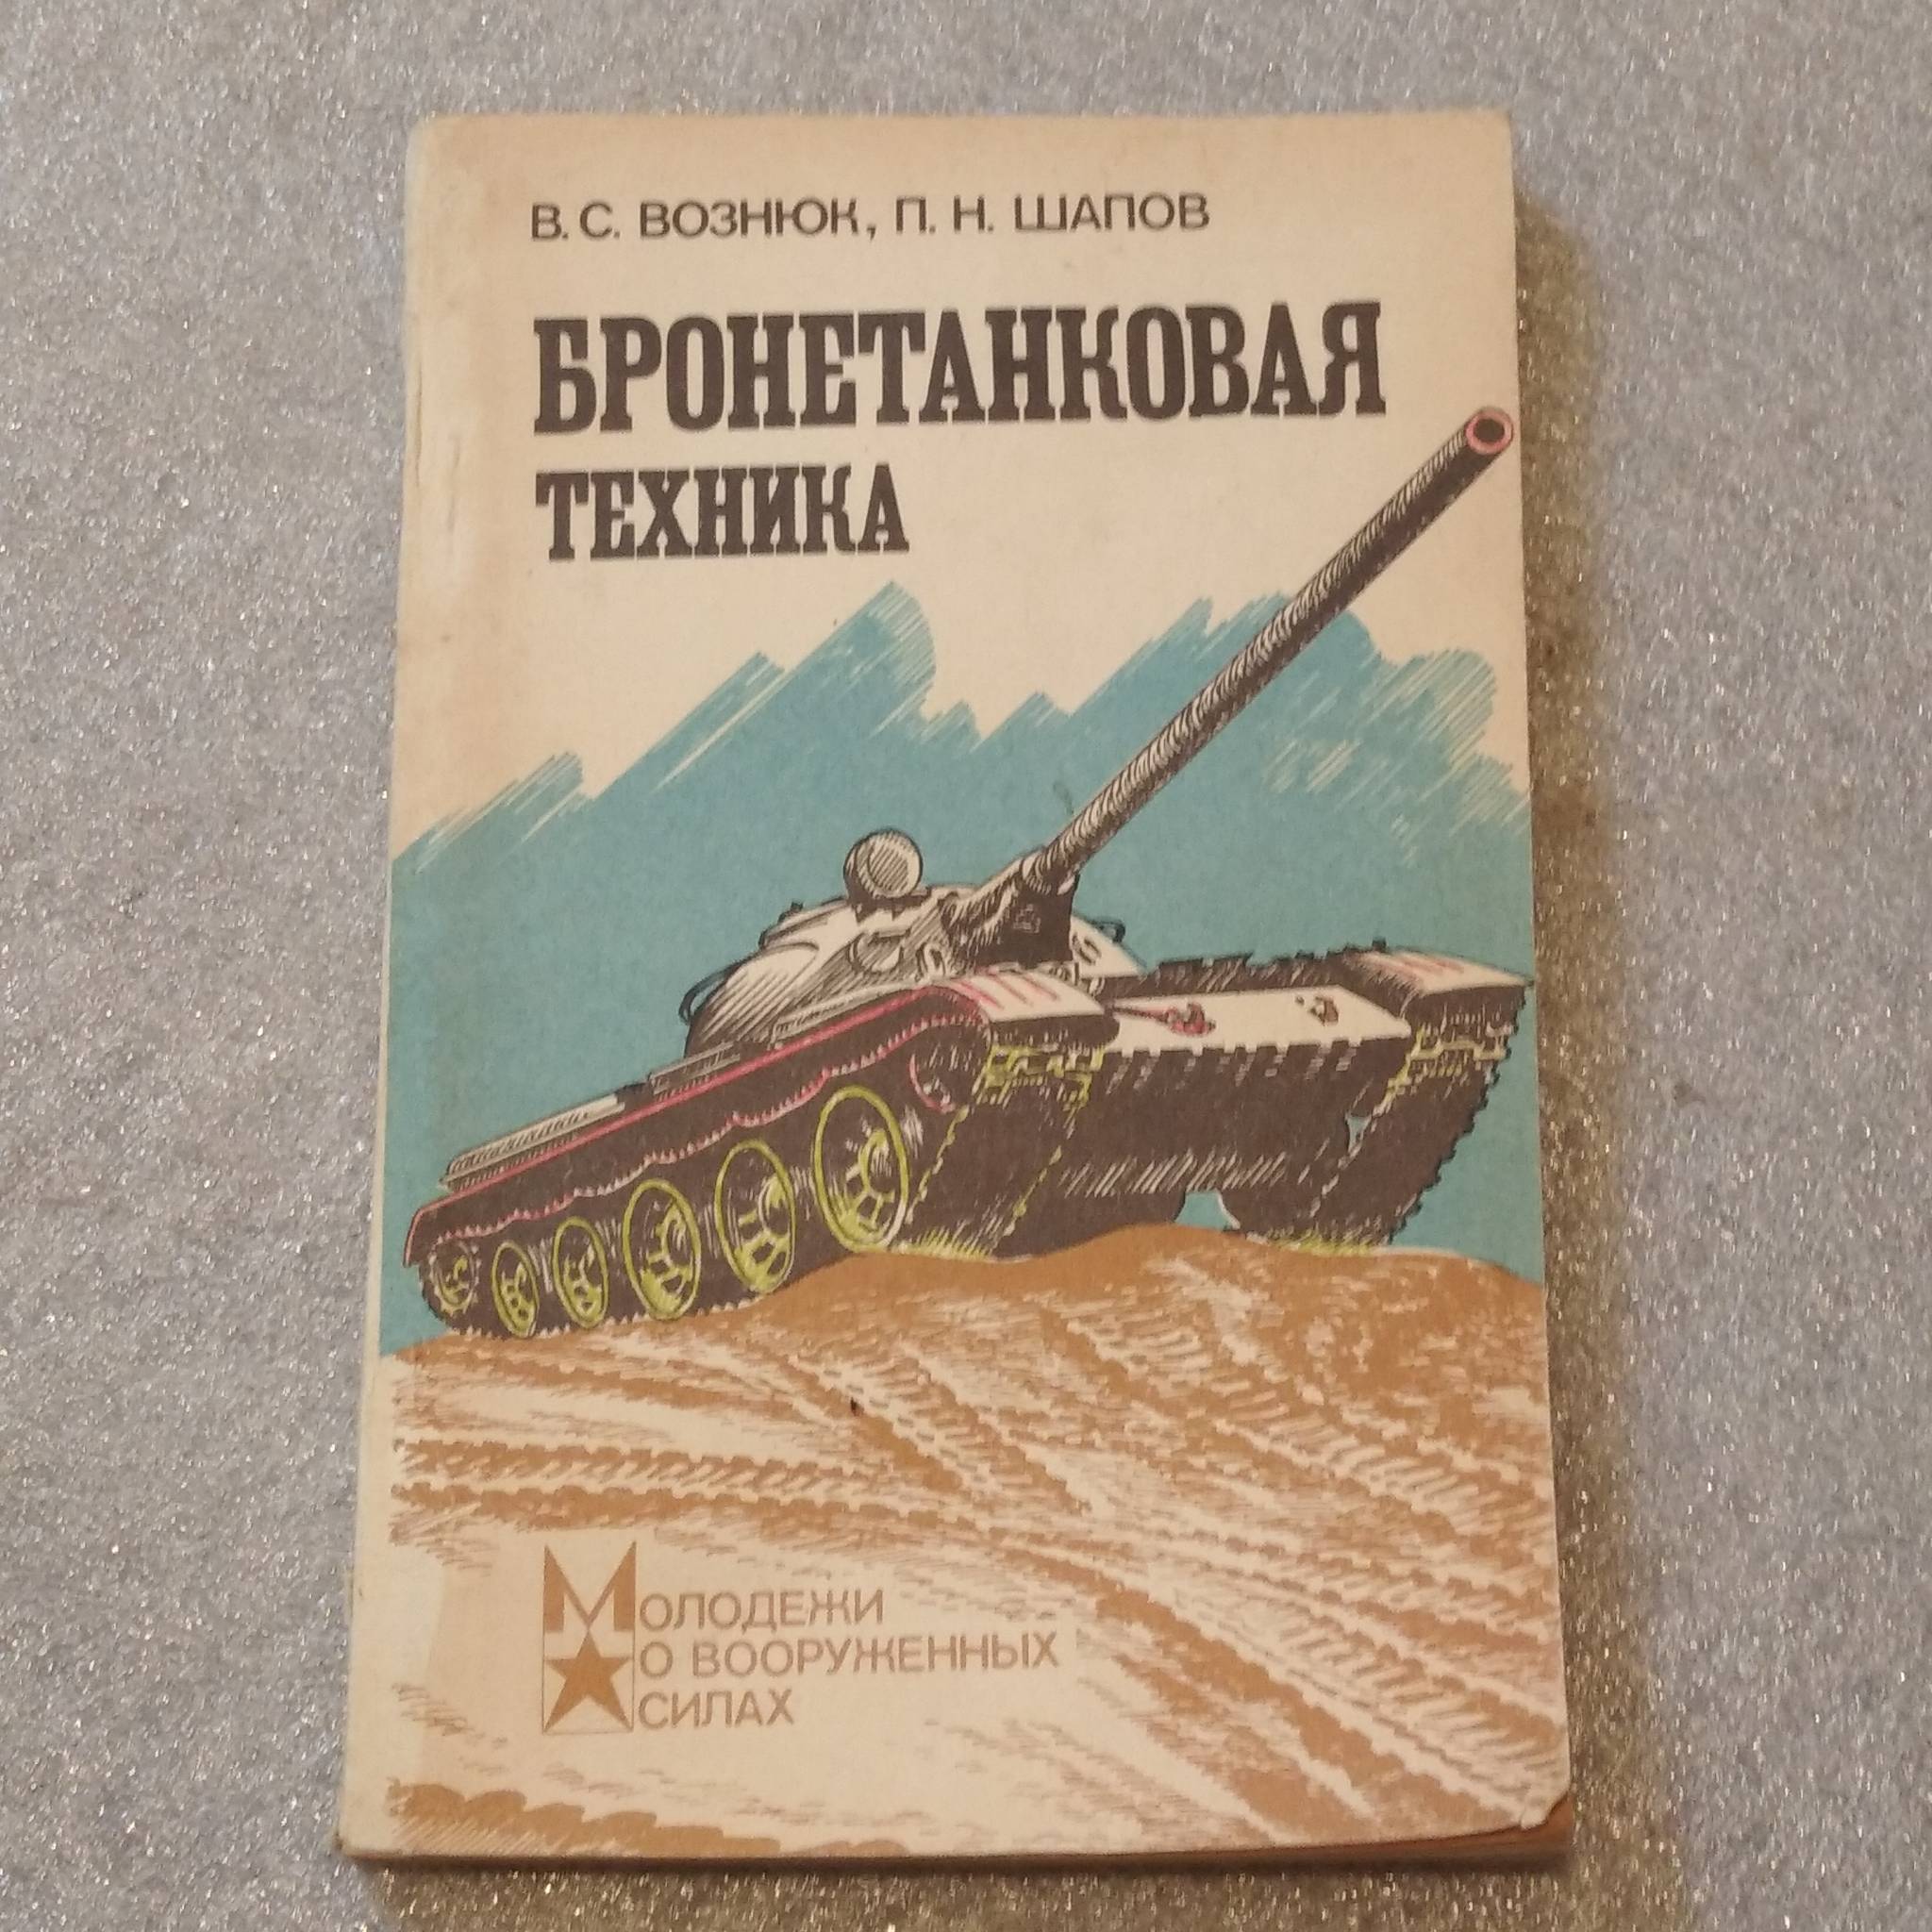 В. С. ВОЗНЮК, П. Н. ШАПОВ
БРОНЕТАНКОВАЯ
ТЕХНИКА
МОЛОДЕЖИ
О ВООРУЖЕННЫХ
СИЛАХ